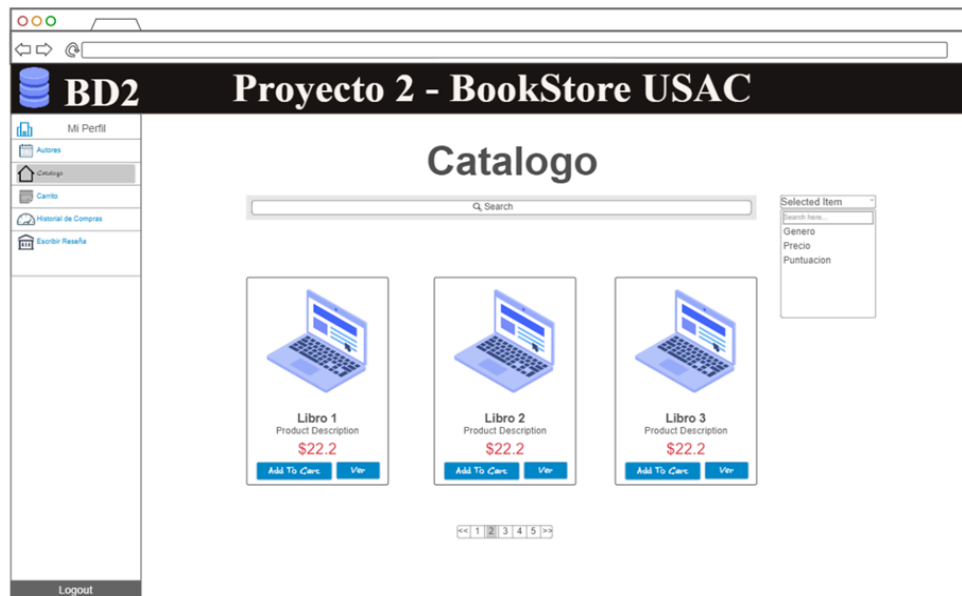 BD2
Proyecto 2 - BookStore USAC
Mi Perfil
Autores
Catalogo
Carrito
Historial de Compras
Escribir Reseña
Logout
Catalogo
Search
Selected Item
Search here...
Genero
Precio
Puntuacion
Libro 1
Product Description
$22.2
Add To Cart Ver
Libro 2
Product Description
$22.2
Add To Cart Ver
Libro 3
Product Description
$22.2
Add To Cart Ver
<< 1 2 3 4 5 >>